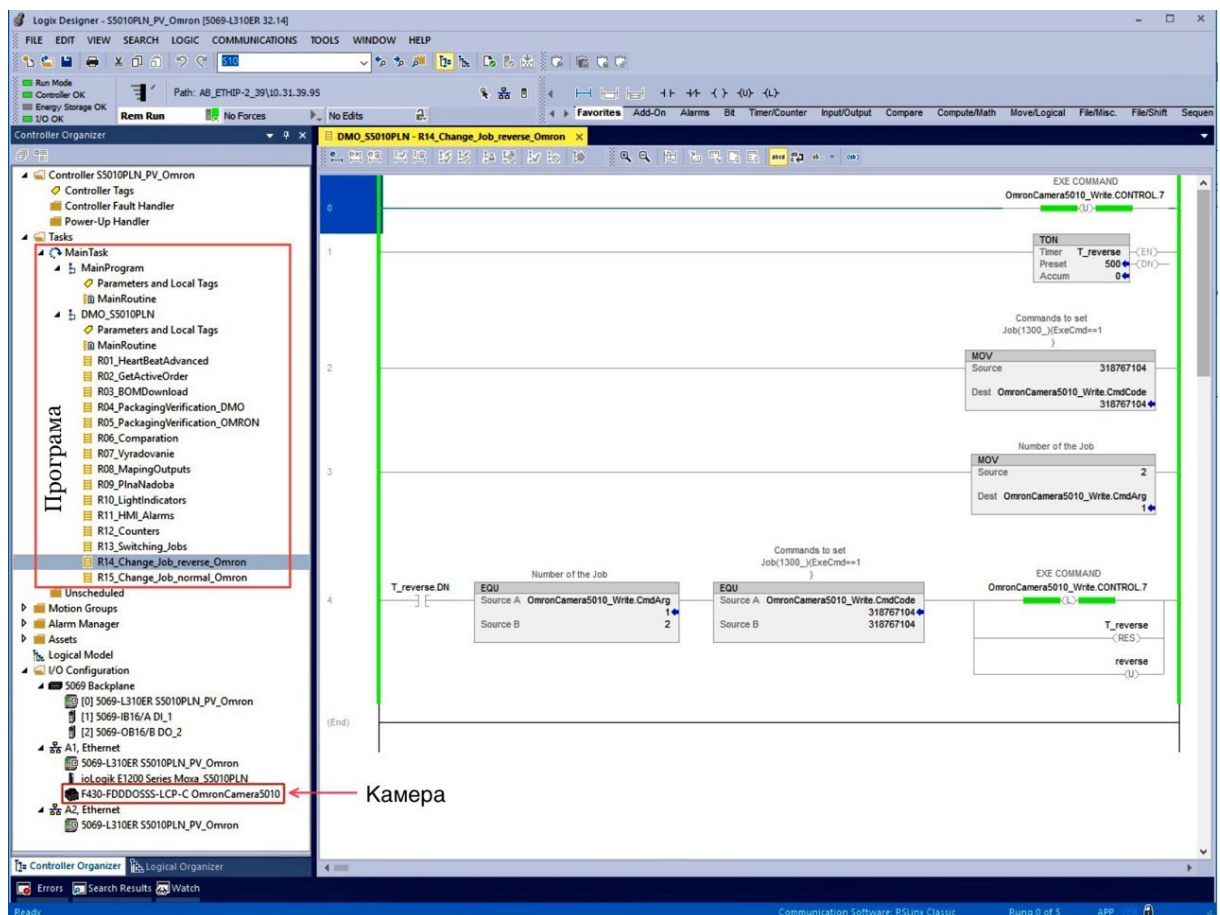 Logix Designer - S5010PLN_PV_Omron [5069-L310ER 32.14]
FILE EDIT VIEW SEARCH LOGIC COMMUNICATIONS TOOLS WINDOW HELP
S10
Run Mode
Controller OK
Energy Storage OK
I/O OK
Path: AB_ETHIP-2_39\10.31.39.95
Rem Run
No Forces
No Edits
Favorites Add-On Alarms Bit Timer/Counter Input/Output Compare Compute/Math Move/Logical File/Misc. File/Shift Sequen
Controller Organizer
DMO_S5010PLN - R14_Change_Job_reverse_Omron
Controller S5010PLN_PV_Omron
Controller Tags
Controller Fault Handler
Power-Up Handler
Tasks
MainTask
MainProgram
Parameters and Local Tags
MainRoutine
DMO_S5010PLN
Parameters and Local Tags
MainRoutine
R01_HeartBeatAdvanced
R02_GetActiveOrder
R03_BOMDownload
R04_PackagingVerification_DMO
R05_PackagingVerification_OMRON
R06_Comparation
R07_Vyradovanie
R08_MapingOutputs
R09_PlnaNadoba
R10_LightIndicators
R11_HMI_Alarms
R12_Counters
R13_Switching_Jobs
R14_Change_Job_reverse_Omron
R15_Change_Job_normal_Omron
Програма
Unscheduled
Motion Groups
Alarm Manager
Assets
Logical Model
I/O Configuration
5069 Backplane
[0] 5069-L310ER S5010PLN_PV_Omron
[1] 5069-IB16/A DI_1
[2] 5069-OB16/B DO_2
A1, Ethernet
5069-L310ER S5010PLN_PV_Omron
ioLogik E1200 Series Moxa_S5010PLN
F430-FDDDOSSS-LCP-C OmronCamera5010
A2, Ethernet
5069-L310ER S5010PLN_PV_Omron
Камера
0
EXE COMMAND
OmronCamera5010_Write.CONTROL.7
U
1
TON
Timer T_reverse
Preset 500
Accum 0
EN
DN
2
Commands to set
Job(1300_)(ExeCmd==1
)
MOV
Source 318767104
Dest OmronCamera5010_Write.CmdCode
318767104
3
Number of the Job
MOV
Source 2
Dest OmronCamera5010_Write.CmdArg
1
4
T_reverse.DN
Number of the Job
EQU
Source A OmronCamera5010_Write.CmdArg
1
Source B 2
Commands to set
Job(1300_)(ExeCmd==1
)
EQU
Source A OmronCamera5010_Write.CmdCode
318767104
Source B 318767104
EXE COMMAND
OmronCamera5010_Write.CONTROL.7
L
T_reverse
RES
reverse
U
(End)
Controller Organizer Logical Organizer
Errors Search Results Watch
Ready
Communication Software: RSLinx Classic Rung 0 of 5 APP